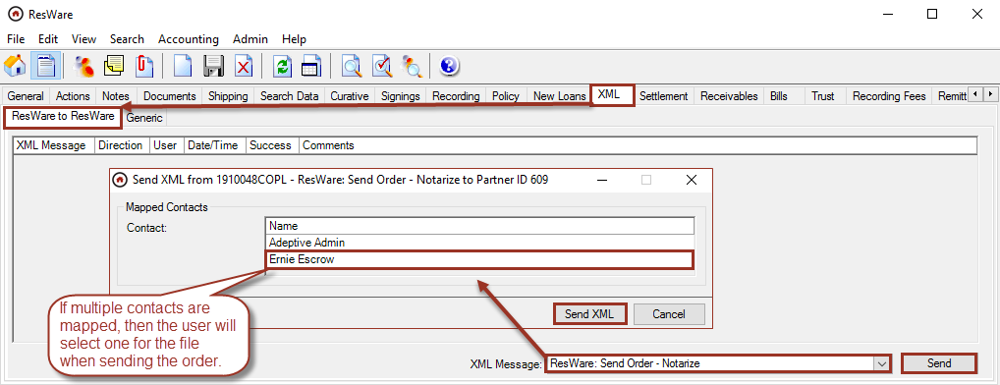 ResWare
File Edit View Search Accounting Admin Help
General Actions Notes Documents Shipping Search Data Curative Signings Recording Policy New Loans XML Settlement Receivables Bills Trust Recording Fees Remitt
ResWare to ResWare Generic
XML Message Direction User Date/Time Success Comments
Send XML from 1910048COPL - ResWare: Send Order - Notarize to Partner ID 609
Mapped Contacts
Contact: Name
Adeptive Admin
Ernie Escrow
If multiple contacts are
mapped, then the user will
select one for the file
when sending the order.
Send XML Cancel
XML Message: ResWare: Send Order - Notarize Send